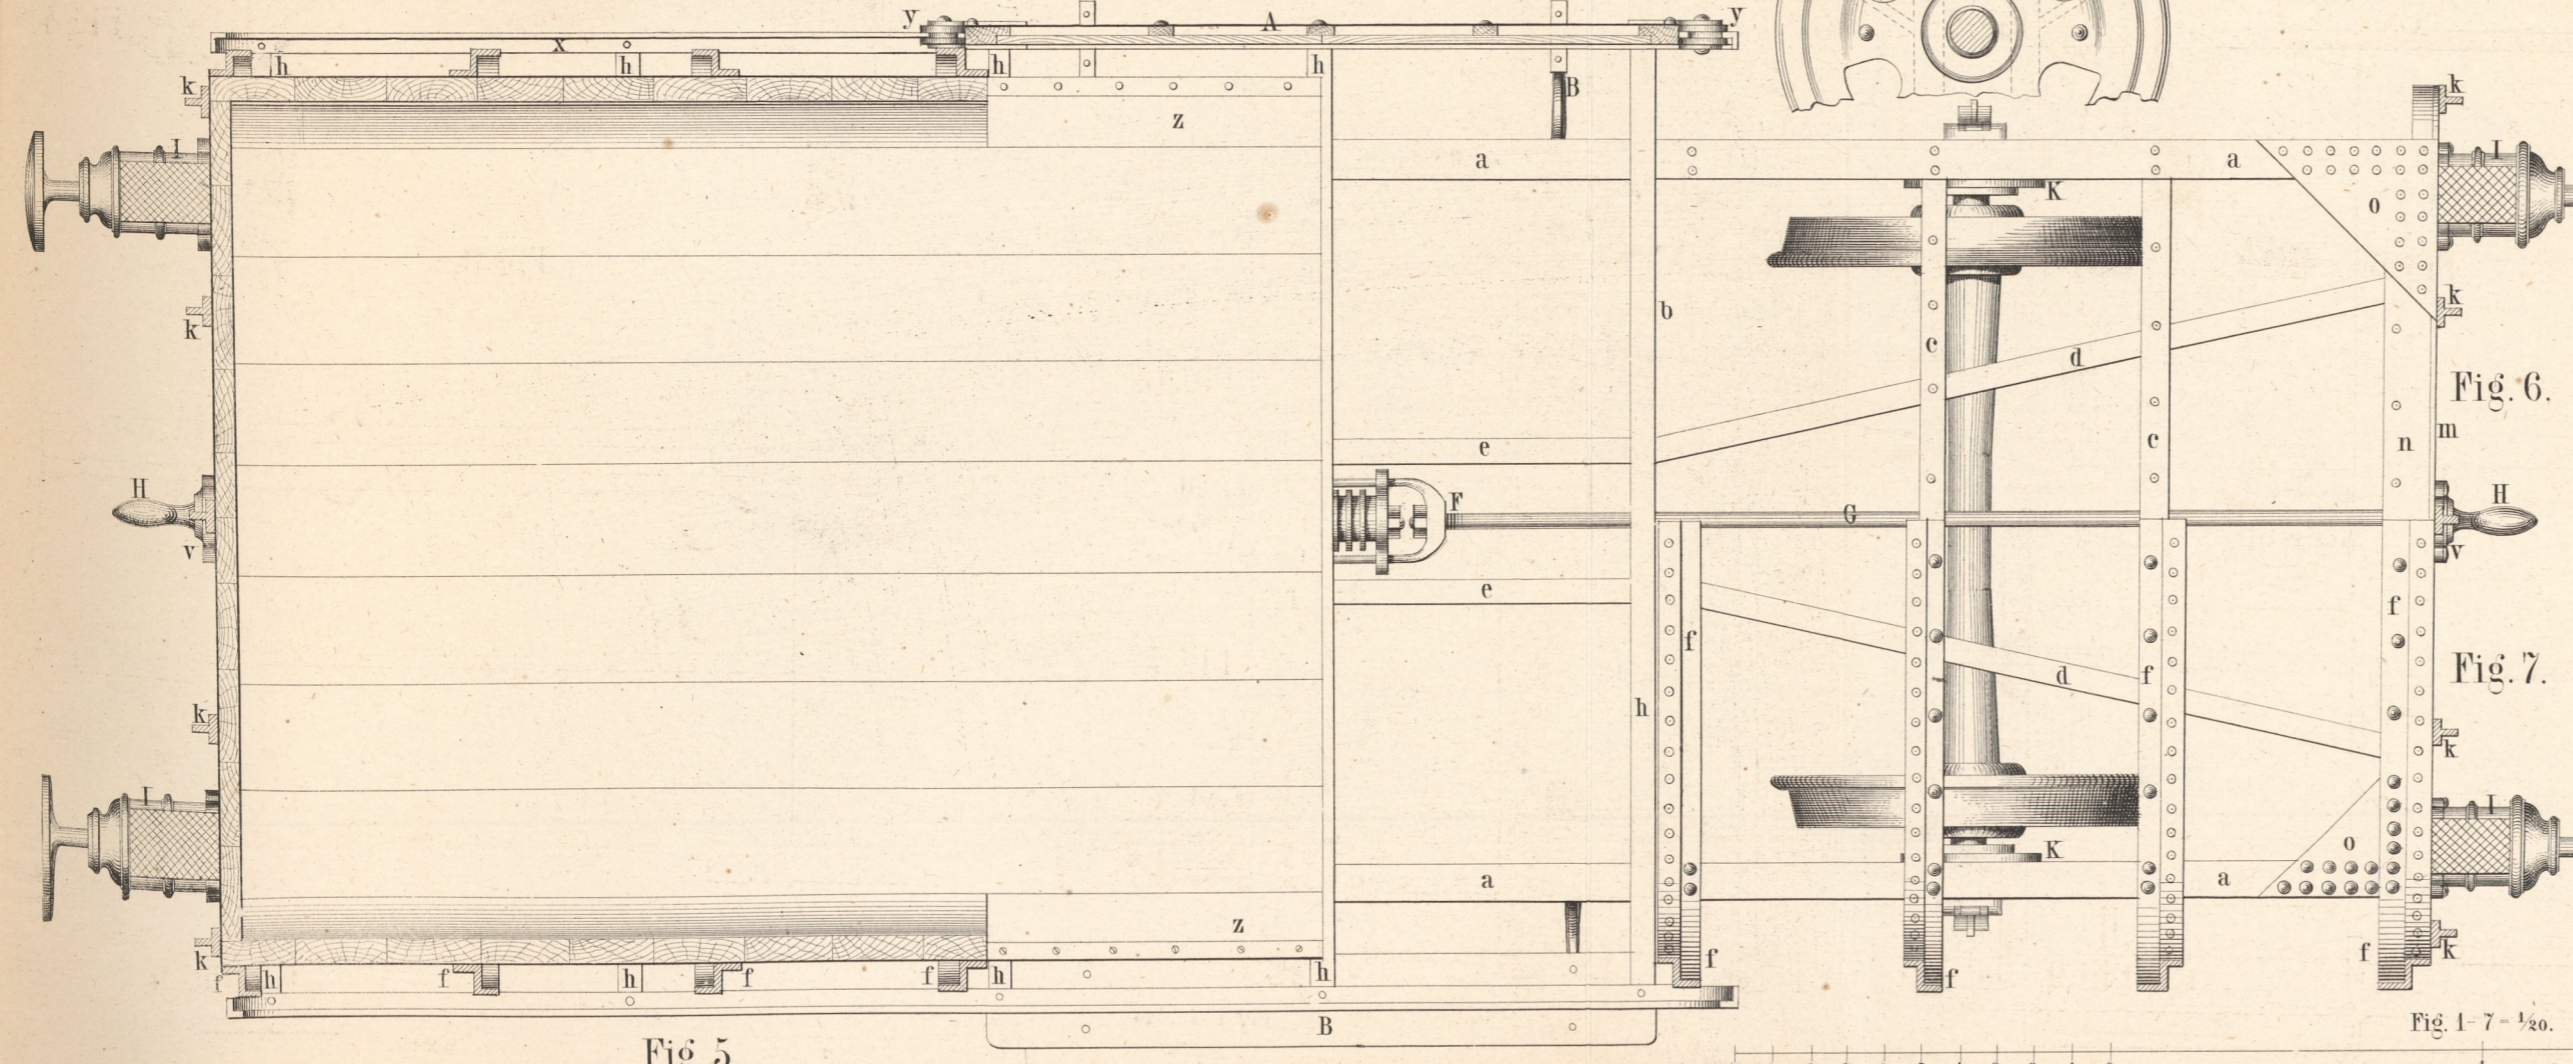 y A y
x
h h h h
k B k
z
I a a I
K o
k b k
c d
Fig. 6.
e c n m
H F G H
v v
e f f
d f Fig. 7.
h
k k
I I
K o
a a
z
k f k
f h f h f f h h f f
B Fig. 1-7 = 1/20.
Fig. 5